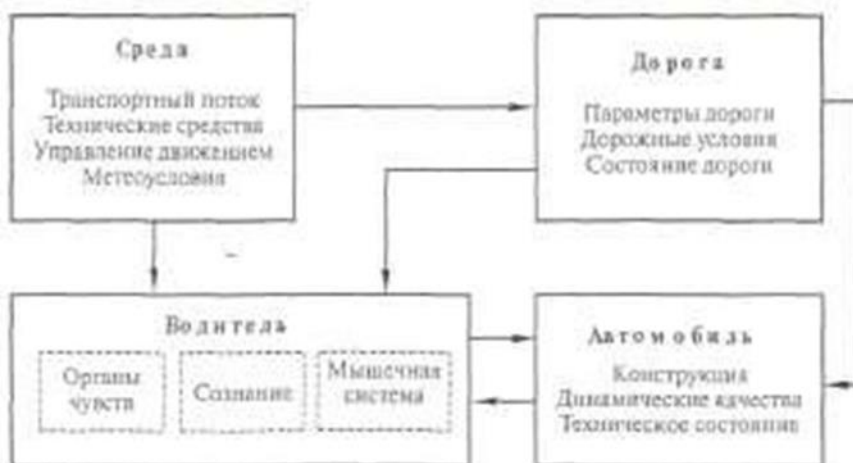 Среда
Транспортный поток
Технические средства
Управление движением
Метеоусловия
Дорога
Параметры дороги
Дорожные условия
Состояние дороги
Водитель
Органы
чувств
Сознание
Мышечная
система
Автомобиль
Конструкция
Динамические качества
Техническое состояние